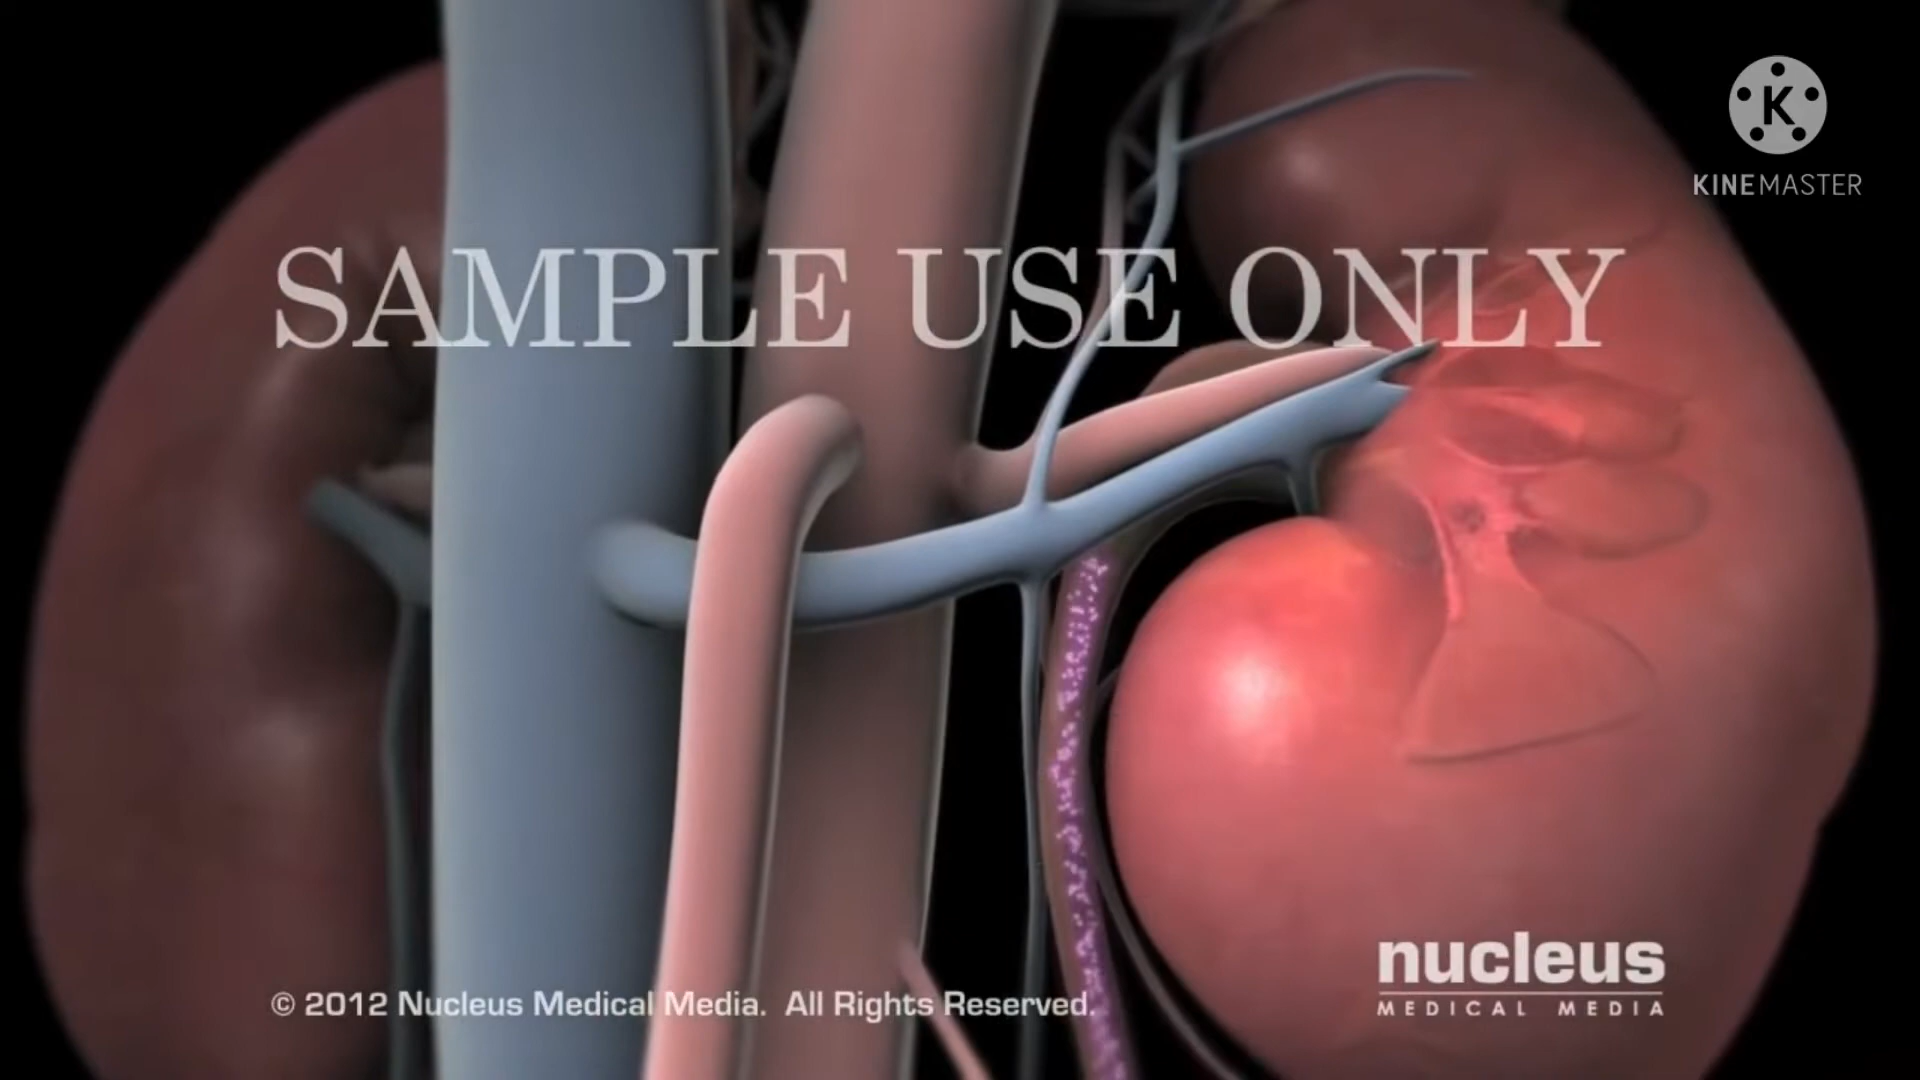 K
KINEMASTER
SAMPLE USE ONLY
nucleus
MEDICAL MEDIA
© 2012 Nucleus Medical Media. All Rights Reserved.